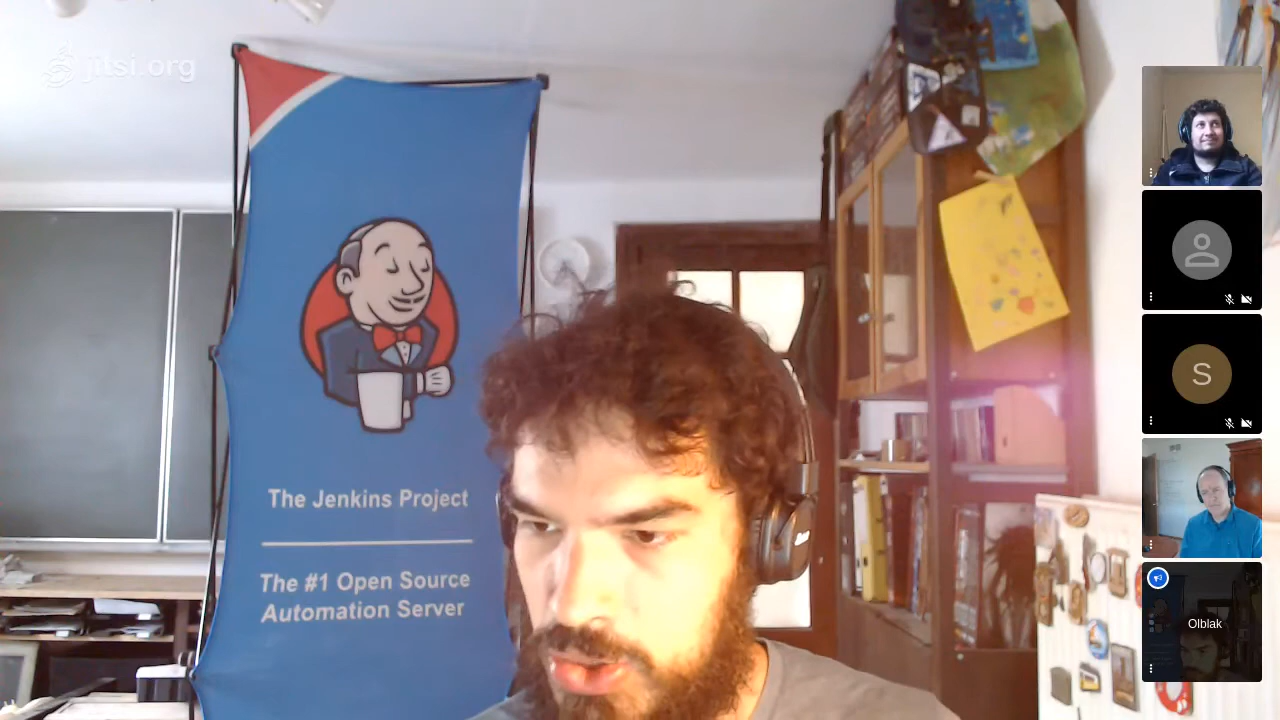 jitsi.org
The Jenkins Project
The #1 Open Source
Automation Server
S
Olblak